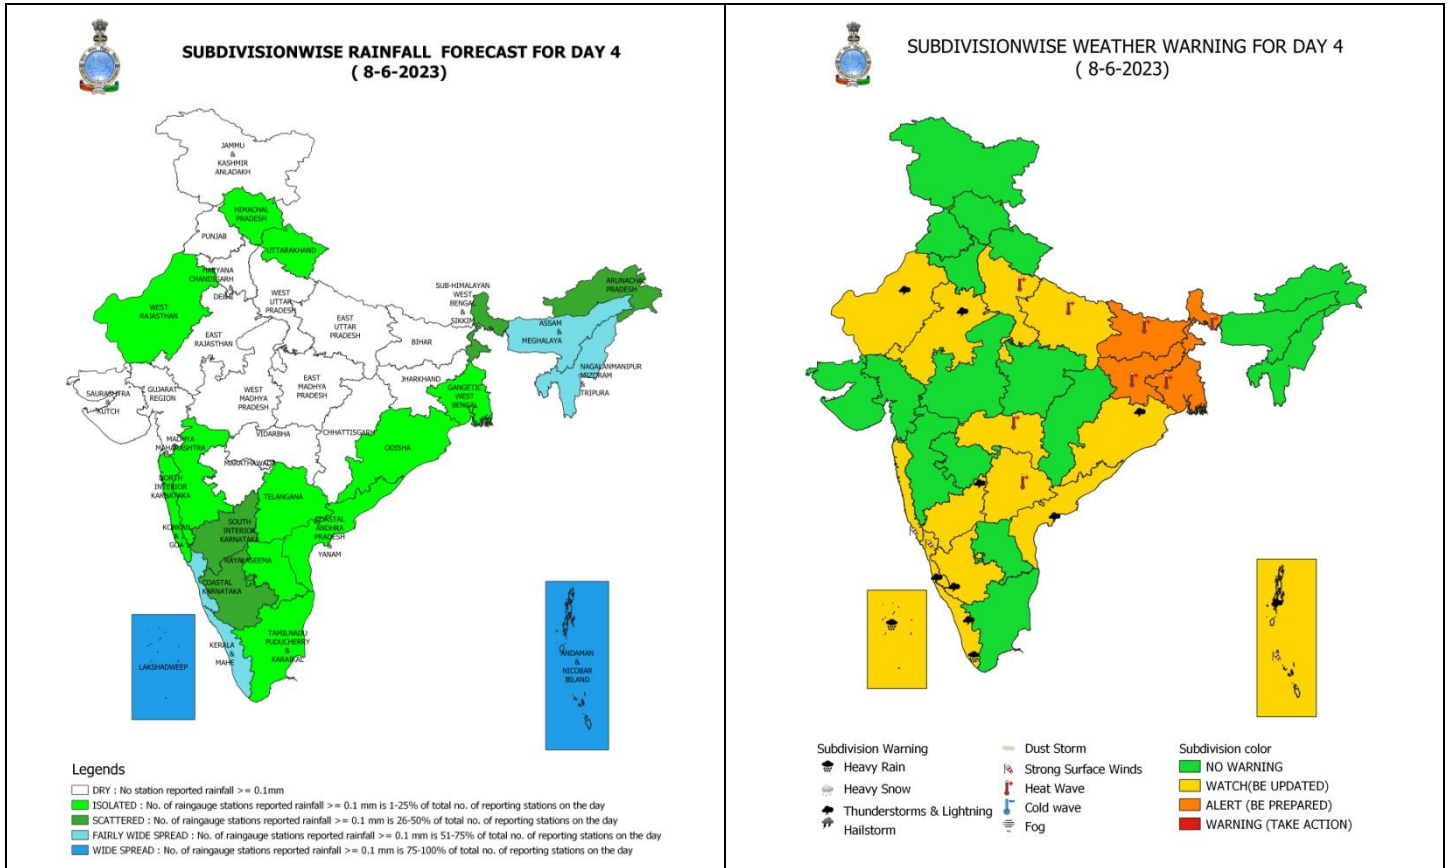 SUBDIVISIONWISE RAINFALL FORECAST FOR DAY 4
( 8-6-2023)
JAMMU
&
KASHMIR
ANLADAKH
HIMACHAL
PRADESH
PUNJAB
UTTARAKHAND
HARYANA
CHANDIGARH
&
DELHI
WEST
RAJASTHAN
WEST
UTTAR
PRADESH
SUB-HIMALAYAN
WEST
BENGAL
&
SIKKIM
ARUNACHAL
PRADESH
EAST
RAJASTHAN
EAST
UTTAR
PRADESH
BIHAR
ASSAM
&
MEGHALAYA
NAGALANMANIPUR
MIZORAM
&
TRIPURA
SAURASHTRA
&
KUTCH
GUJARAT
REGION
WEST
MADHYA
PRADESH
EAST
MADHYA
PRADESH
JHARKHAND
GANGETIC
WEST
BENGAL
MADHYA
MAHARASHTRA
VIDARBHA
CHHATTISGARH
ODISHA
MARATHAWADA
NORTH
INTERIOR
KARNATAKA
TELANGANA
KONKAN
&
GOA
SOUTH
INTERIOR
KARNATAKA
COASTAL
ANDHRA
PRADESH
&
YANAM
RAYALASEEMA
COASTAL
KARNATAKA
TAMILNADU
PUDUCHERRY
&
KARAIKAL
KERALA
&
MAHE
LAKSHADWEEP
ANDAMAN
&
NICOBAR
ISLAND
Legends
DRY : No station reported rainfall >= 0.1mm
ISOLATED : No. of raingauge stations reported rainfall >= 0.1 mm is 1-25% of total no. of reporting stations on the day
SCATTERED : No. of raingauge stations reported rainfall >= 0.1 mm is 26-50% of total no. of reporting stations on the day
FAIRLY WIDE SPREAD : No. of raingauge stations reported rainfall >= 0.1 mm is 51-75% of total no. of reporting stations on the day
WIDE SPREAD : No. of raingauge stations reported rainfall >= 0.1 mm is 75-100% of total no. of reporting stations on the day
SUBDIVISIONWISE WEATHER WARNING FOR DAY 4
( 8-6-2023)
Subdivision Warning
Heavy Rain
Heavy Snow
Thunderstorms & Lightning
Hailstorm
Dust Storm
Strong Surface Winds
Heat Wave
Cold wave
Fog
Subdivision color
NO WARNING
WATCH(BE UPDATED)
ALERT (BE PREPARED)
WARNING (TAKE ACTION)